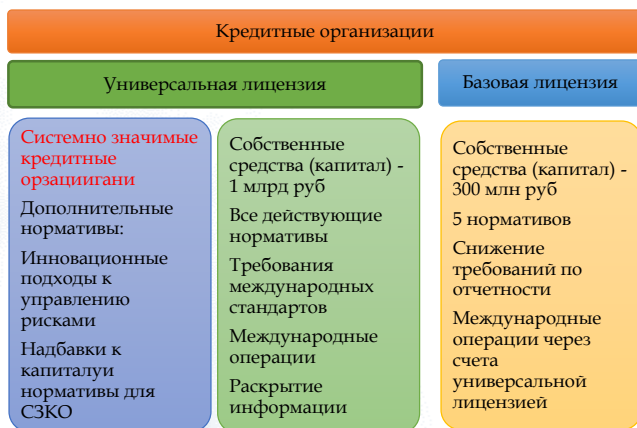 Кредитные организации
Универсальная лицензия
Базовая лицензия
Системно значимые
кредитные
орзациигани
Дополнительные
нормативы:
Инновационные
подходы к
управлению
рисками
Надбавки к
капиталуи
нормативы для
СЗКО
Собственные
средства (капитал) -
1 млрд руб
Все действующие
нормативы
Требования
международных
стандартов
Международные
операции
Раскрытие
информации
Собственные
средства (капитал) -
300 млн руб
5 нормативов
Снижение
требований по
отчетности
Международные
операции через
счета
универсальной
лицензией